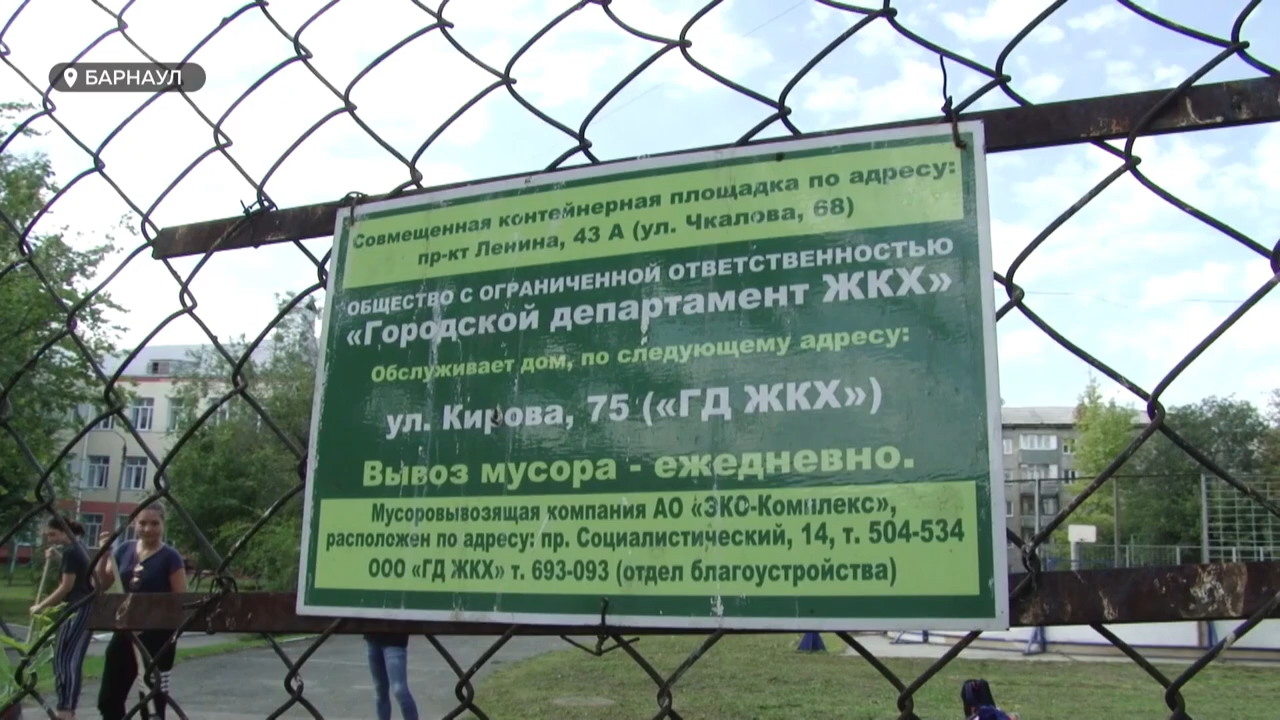 БАРНАУЛ
Совмещенная контейнерная площадка по адресу:
пр-кт Ленина, 43 А (ул. Чкалова, 68)
ОБЩЕСТВО С ОГРАНИЧЕННОЙ ОТВЕТСТВЕННОСТЬЮ
«Городской департамент ЖКХ»
Обслуживает дом, по следующему адресу:
ул. Кирова, 75 («ГД ЖКХ»)
Вывоз мусора - ежедневно.
Мусоровывозящая компания АО «ЭКО-Комплекс»,
расположен по адресу: пр. Социалистический, 14, т. 504-534
ООО «ГД ЖКХ» т. 693-093 (отдел благоустройства)